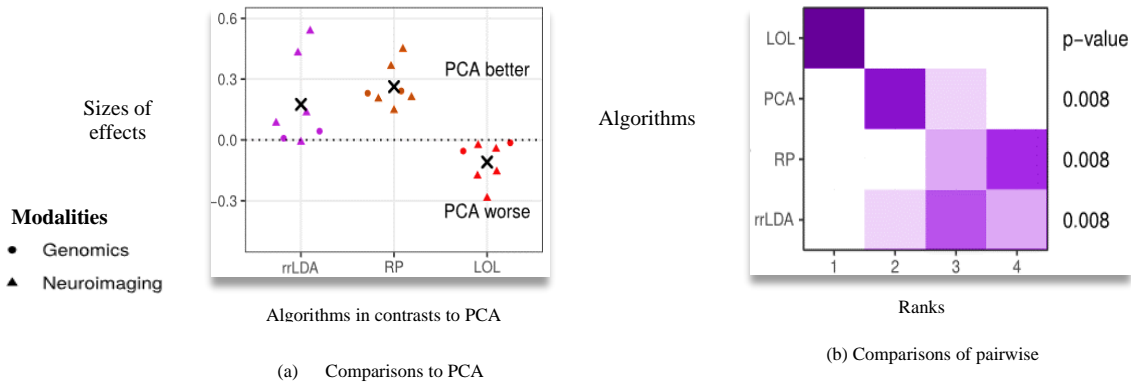 0.6
0.3
0.0
−0.3
PCA better
PCA worse
Sizes of
effects
Modalities
Genomics
Neuroimaging
rrLDA RP LOL
Algorithms in contrasts to PCA
(a) Comparisons to PCA
Algorithms
LOL
PCA
RP
rrLDA
p−value
0.008
0.008
0.008
1 2 3 4
Ranks
(b) Comparisons of pairwise